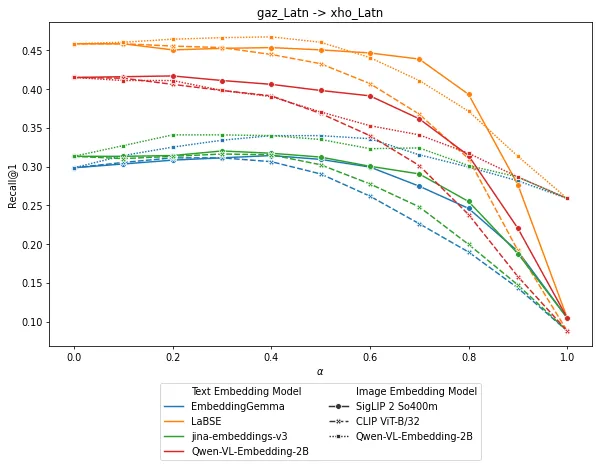 gaz_Latn -> xho_Latn
Recall@1
0.45
0.40
0.35
0.30
0.25
0.20
0.15
0.10
0.0 0.2 0.4 0.6 0.8 1.0
α
Text Embedding Model
EmbeddingGemma
LaBSE
jina-embeddings-v3
Qwen-VL-Embedding-2B
Image Embedding Model
SigLIP 2 So400m
CLIP ViT-B/32
Qwen-VL-Embedding-2B